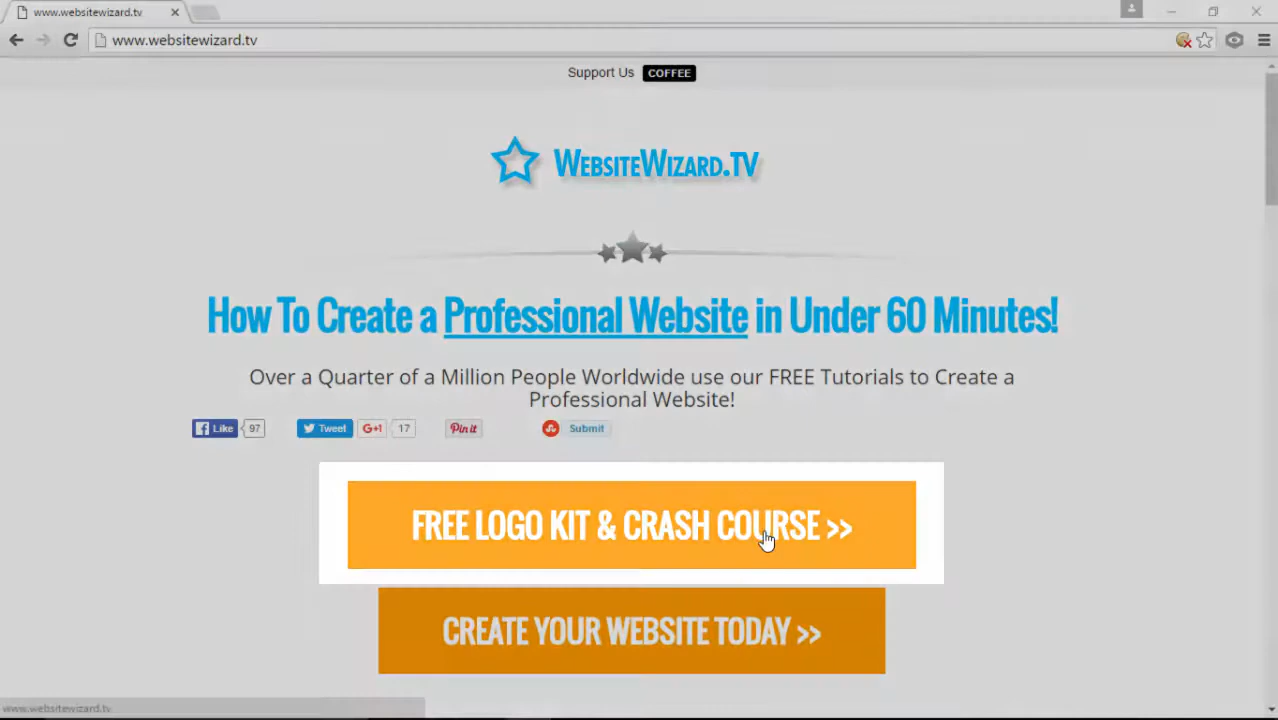 www.websitewizard.tv
www.websitewizard.tv
Support Us COFFEE
WEBSITEWIZARD.TV
How To Create a Professional Website in Under 60 Minutes!
Over a Quarter of a Million People Worldwide use our FREE Tutorials to Create a
Professional Website!
Like 97 Tweet G+1 17 Pin it Submit
FREE LOGO KIT & CRASH COURSE >>
CREATE YOUR WEBSITE TODAY >>
www.websitewizard.tv